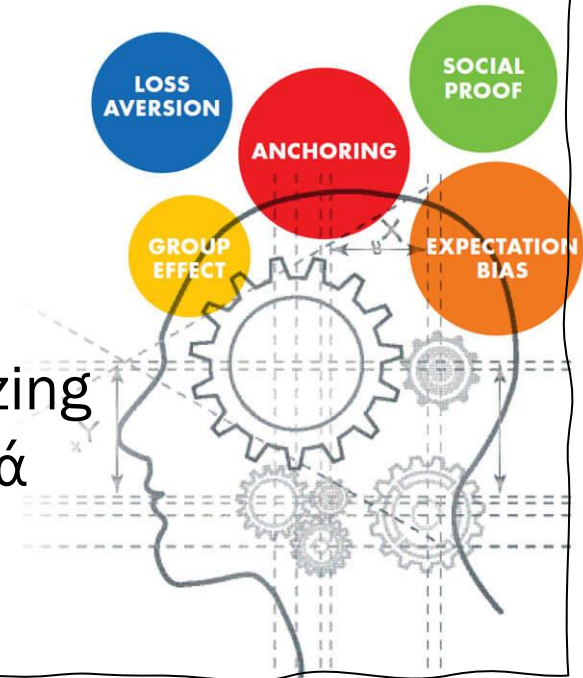 LOSS
AVERSION
ANCHORING
SOCIAL
PROOF
GROUP
EFFECT
EXPECTATION
BIAS
X
zing
Y
ά